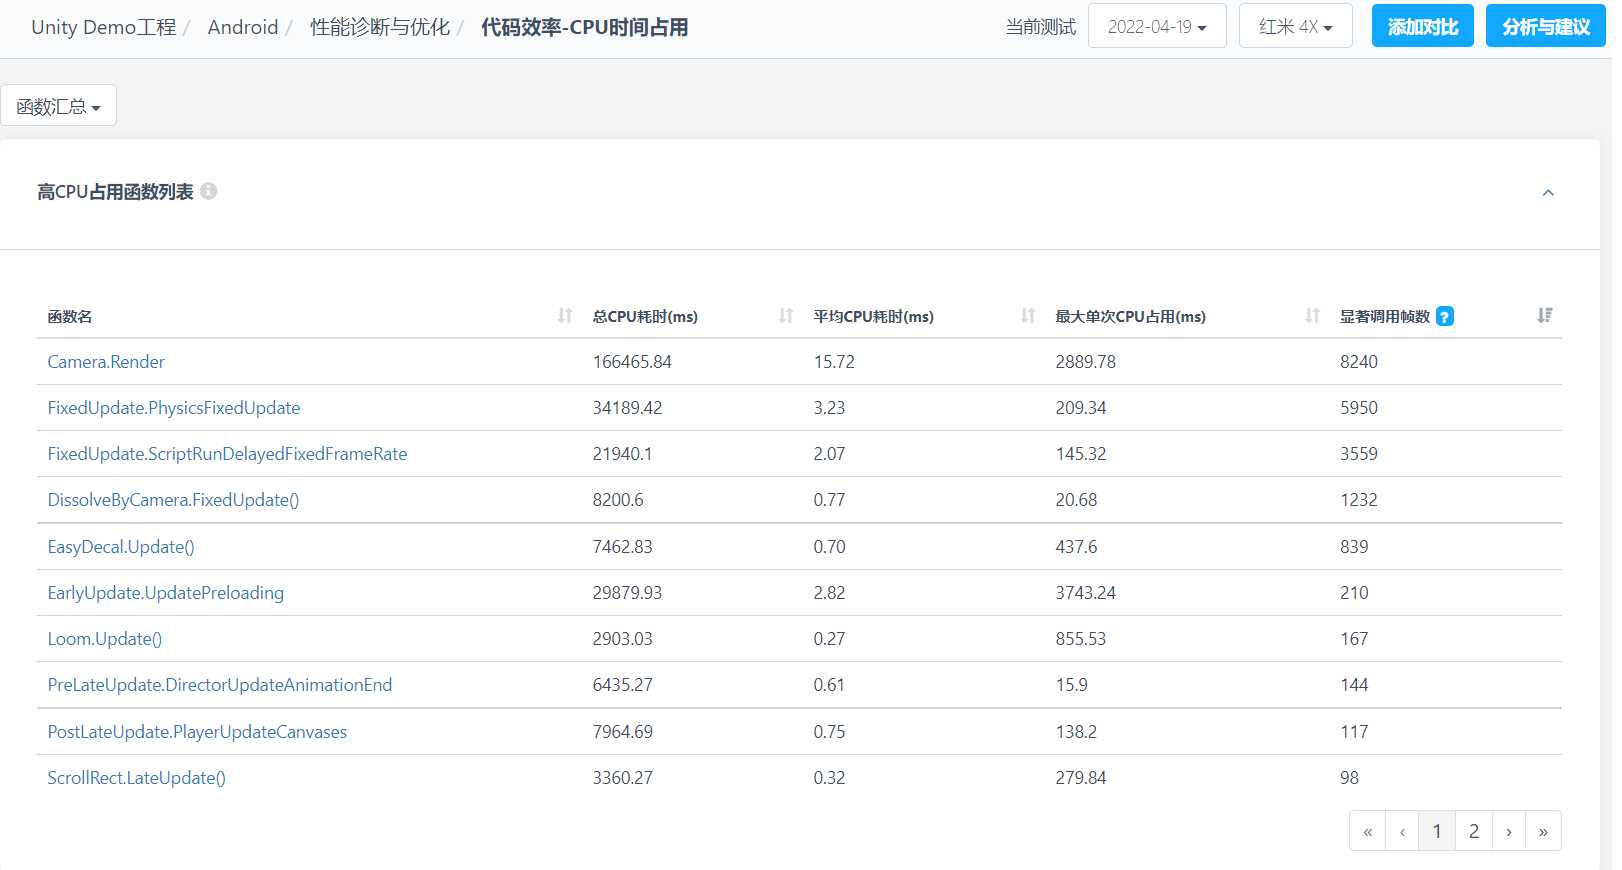 Unity Demo工程 / Android / 性能诊断与优化 / 代码效率-CPU时间占用 当前测试 2022-04-19 红米 4X 添加对比 分析与建议
函数汇总
高CPU占用函数列表
函数名 总CPU耗时(ms) 平均CPU耗时(ms) 最大单次CPU占用(ms) 显著调用帧数 ?
Camera.Render 166465.84 15.72 2889.78 8240
FixedUpdate.PhysicsFixedUpdate 34189.42 3.23 209.34 5950
FixedUpdate.ScriptRunDelayedFixedFrameRate 21940.1 2.07 145.32 3559
DissolveByCamera.FixedUpdate() 8200.6 0.77 20.68 1232
EasyDecal.Update() 7462.83 0.70 437.6 839
EarlyUpdate.UpdatePreloading 29879.93 2.82 3743.24 210
Loom.Update() 2903.03 0.27 855.53 167
PreLateUpdate.DirectorUpdateAnimationEnd 6435.27 0.61 15.9 144
PostLateUpdate.PlayerUpdateCanvases 7964.69 0.75 138.2 117
ScrollRect.LateUpdate() 3360.27 0.32 279.84 98
« ‹ 1 2 › »